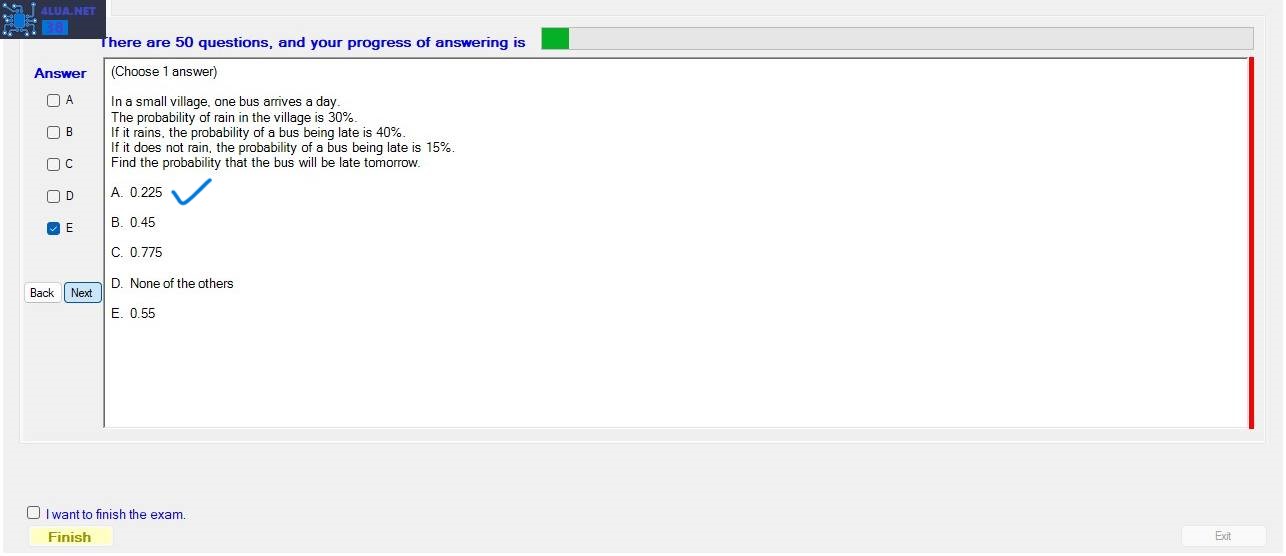 4LUA.NET
38
There are 50 questions, and your progress of answering is
Answer
(Choose 1 answer)
A
In a small village, one bus arrives a day.
The probability of rain in the village is 30%.
B
If it rains, the probability of a bus being late is 40%.
If it does not rain, the probability of a bus being late is 15%.
C
Find the probability that the bus will be late tomorrow.
D
A. 0.225
E
B. 0.45
C. 0.775
Back
Next
D. None of the others
E. 0.55
I want to finish the exam.
Finish
Exit